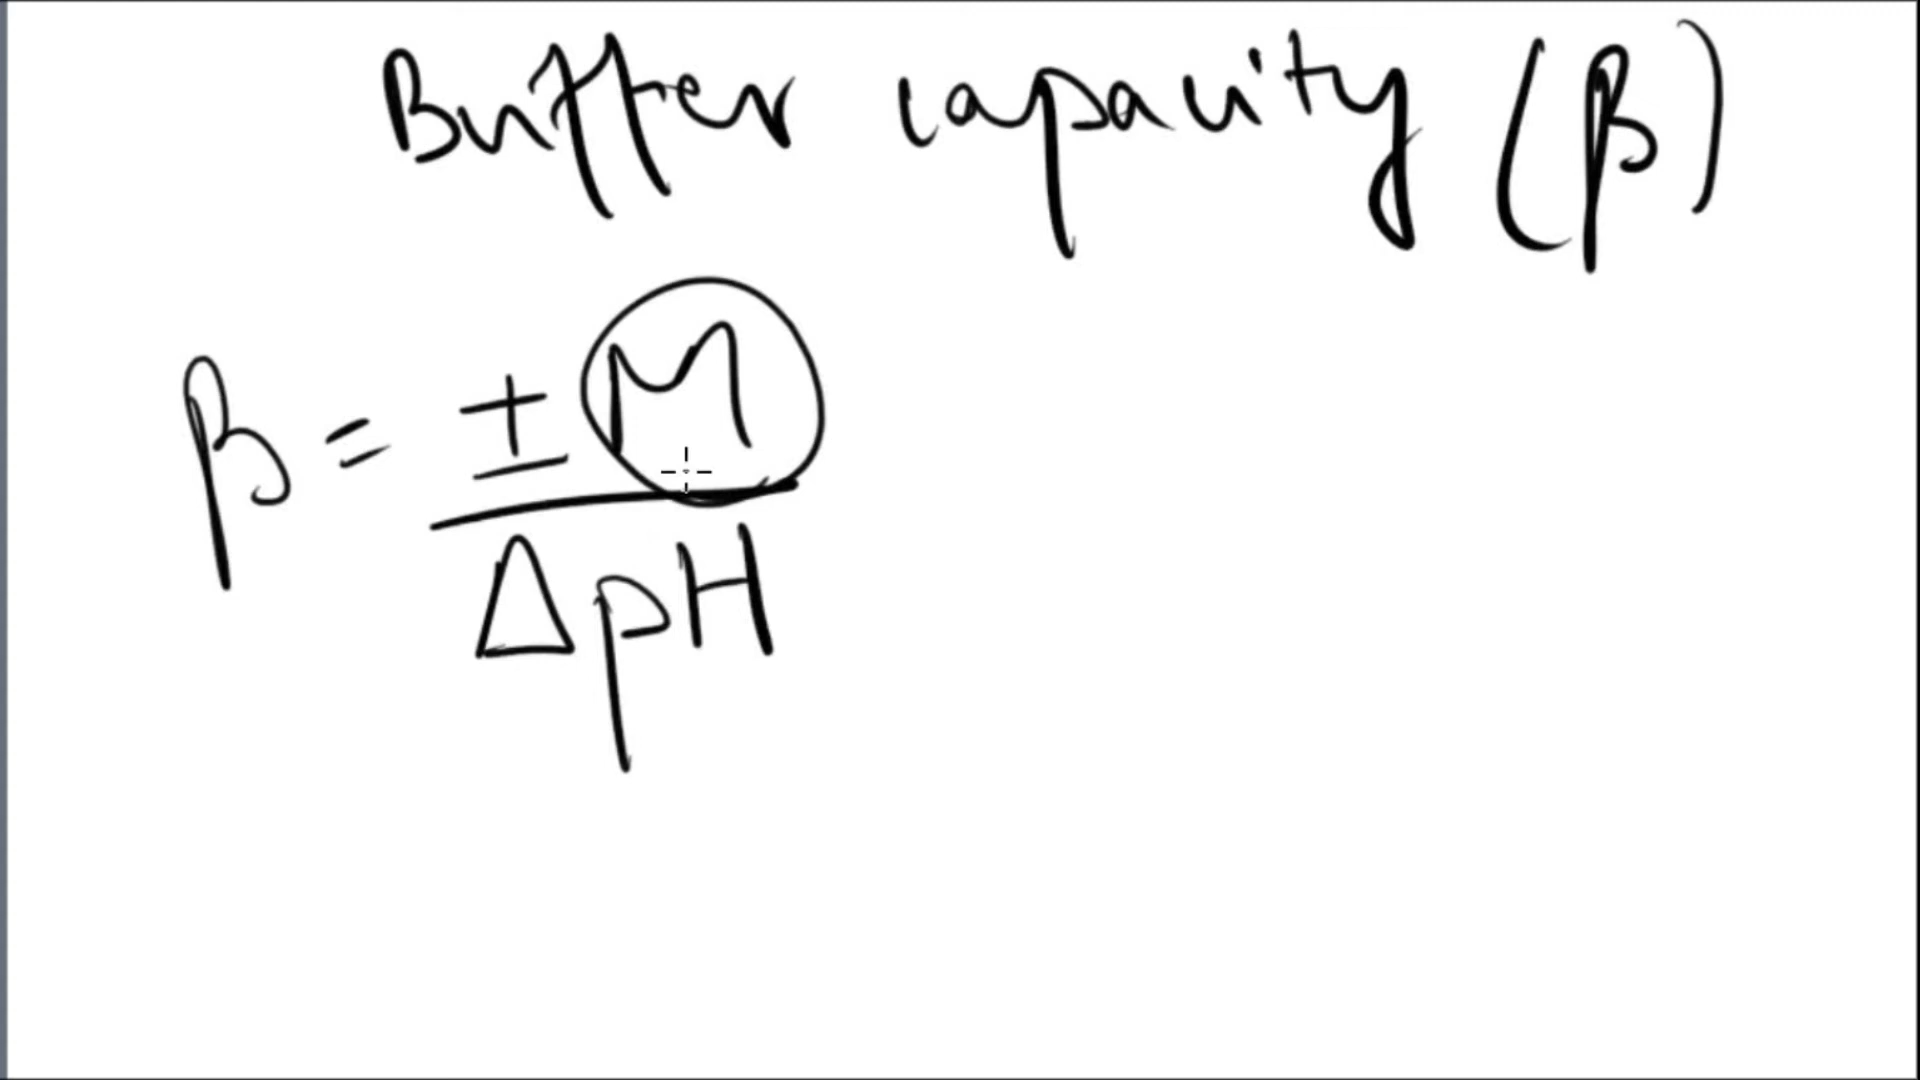 Buffer capacity (β)
β = ± M
ΔpH